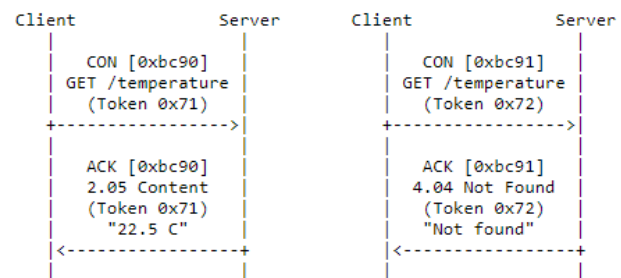 Client Server
CON [0xbc90]
GET /temperature
(Token 0x71)
ACK [0xbc90]
2.05 Content
(Token 0x71)
"22.5 C"
Client Server
CON [0xbc91]
GET /temperature
(Token 0x72)
ACK [0xbc91]
4.04 Not Found
(Token 0x72)
"Not found"